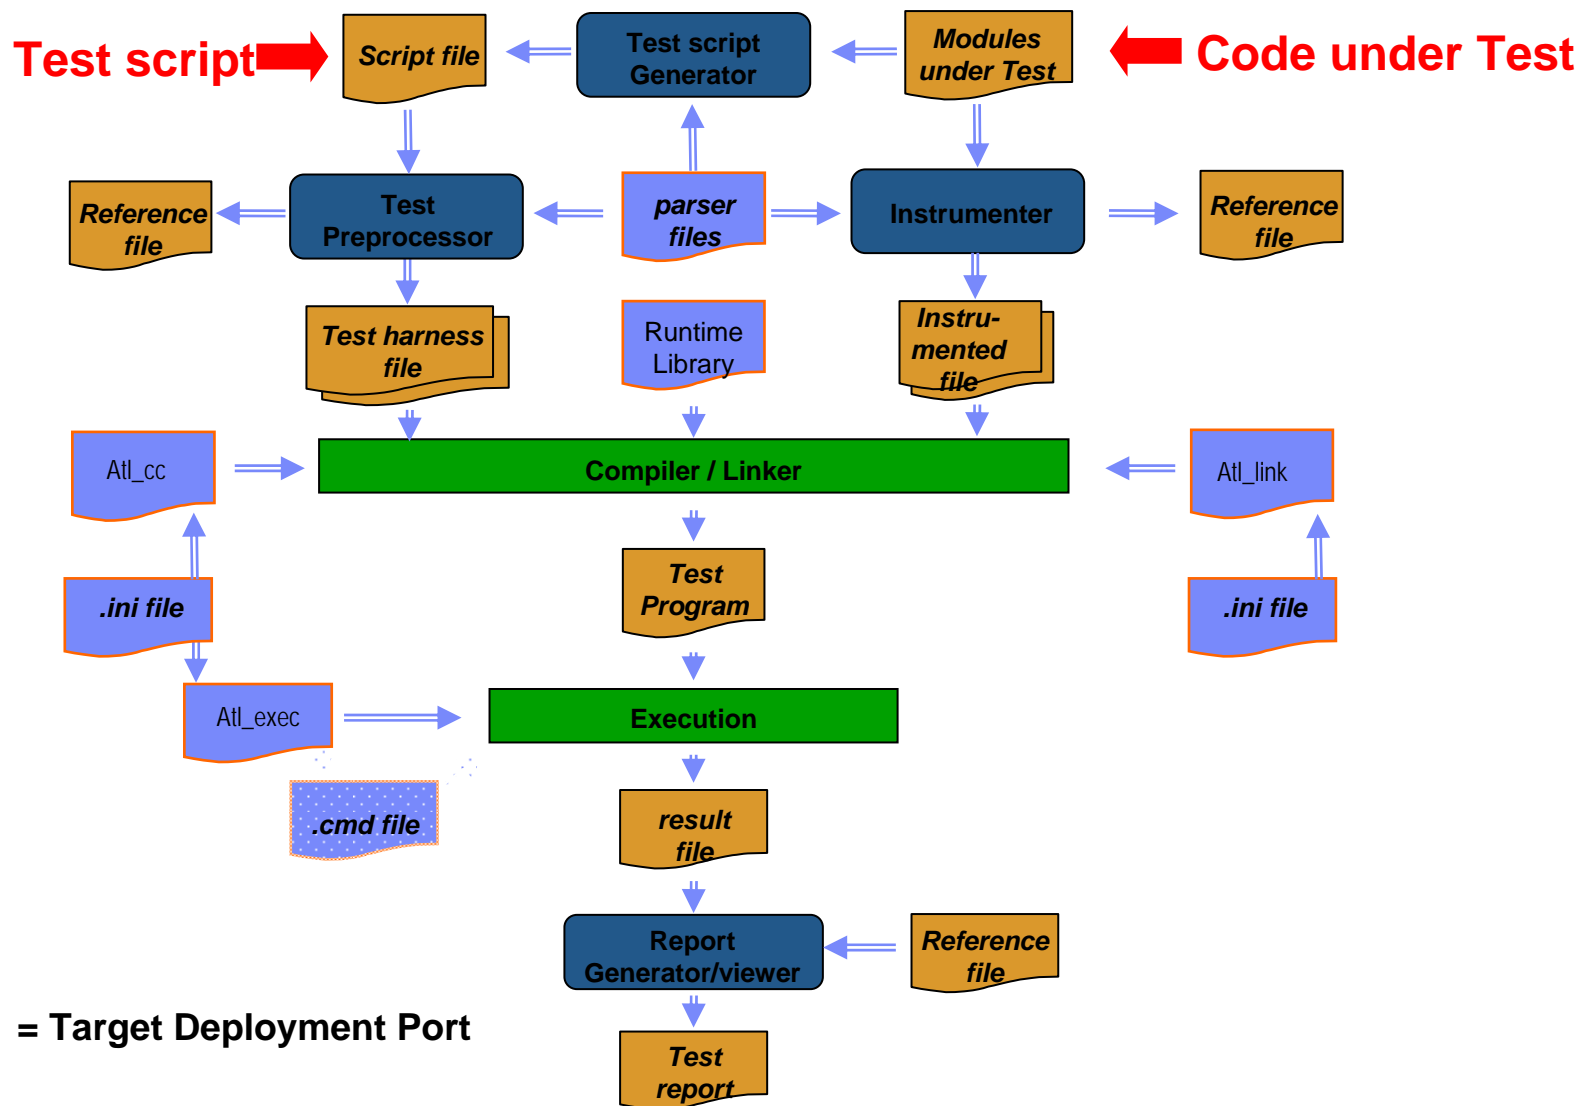 Test script
Script file
Test script
Generator
Modules
under Test
Code under Test
Reference
file
Test
Preprocessor
parser
files
Instrumenter
Reference
file
Test harness
file
Runtime
Library
Instru-
mented
file
Atl_cc
Compiler / Linker
Atl_link
.ini file
Test
Program
.ini file
Atl_exec
Execution
.cmd file
result
file
Report
Generator/viewer
Reference
file
= Target Deployment Port
Test
report